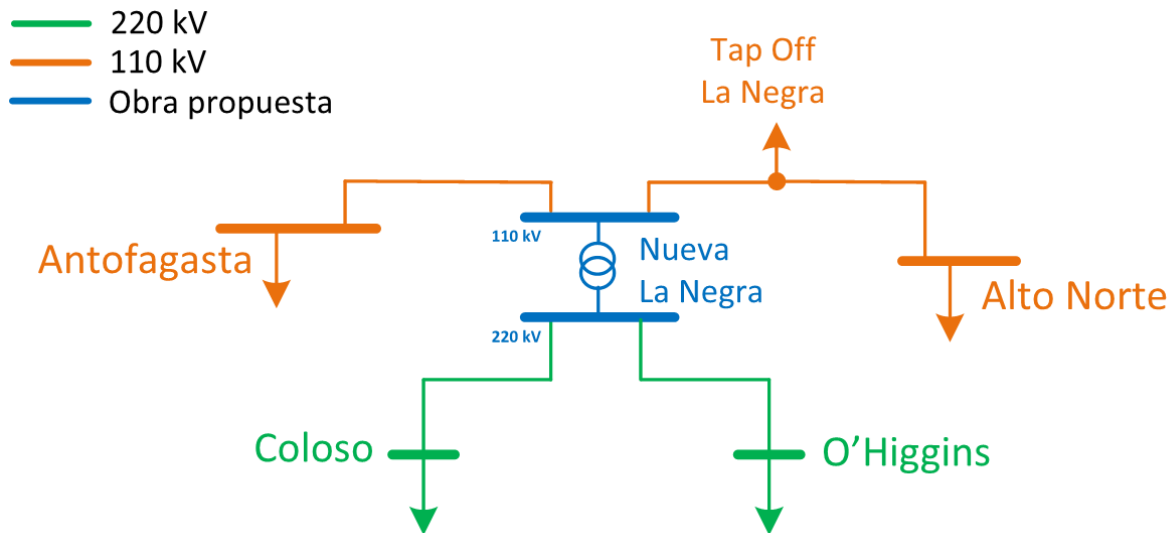 220 kV
110 kV
Obra propuesta
Tap Off
La Negra
Antofagasta
110 kV
Nueva
La Negra
220 kV
Alto Norte
Coloso
O'Higgins